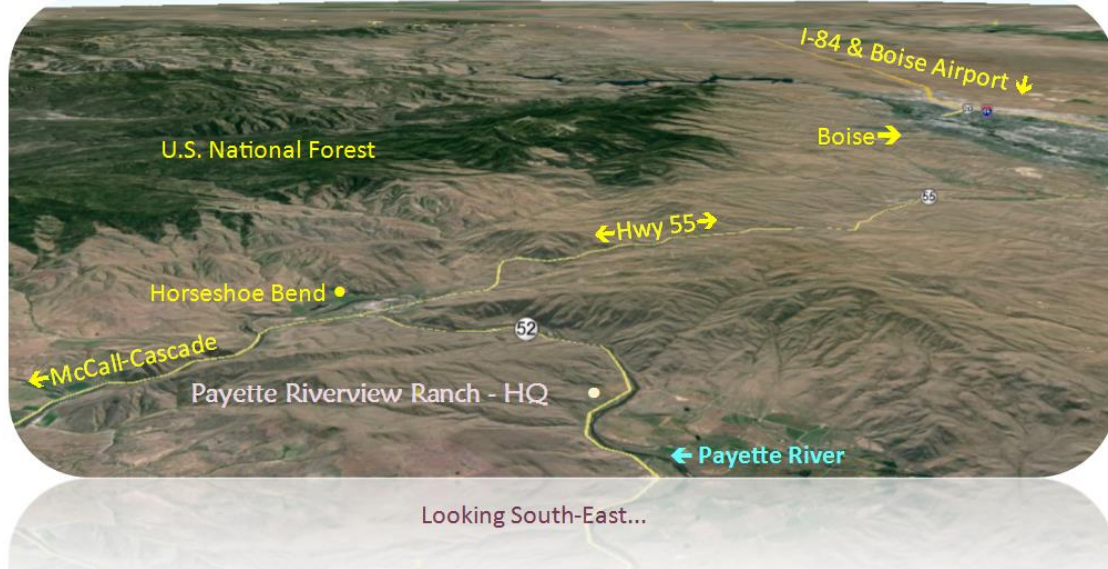 I-84 & Boise Airport
Boise
U.S. National Forest
55
Hwy 55
Horseshoe Bend
52
McCall-Cascade
Payette Riverview Ranch - HQ
Payette River
Looking South-East...